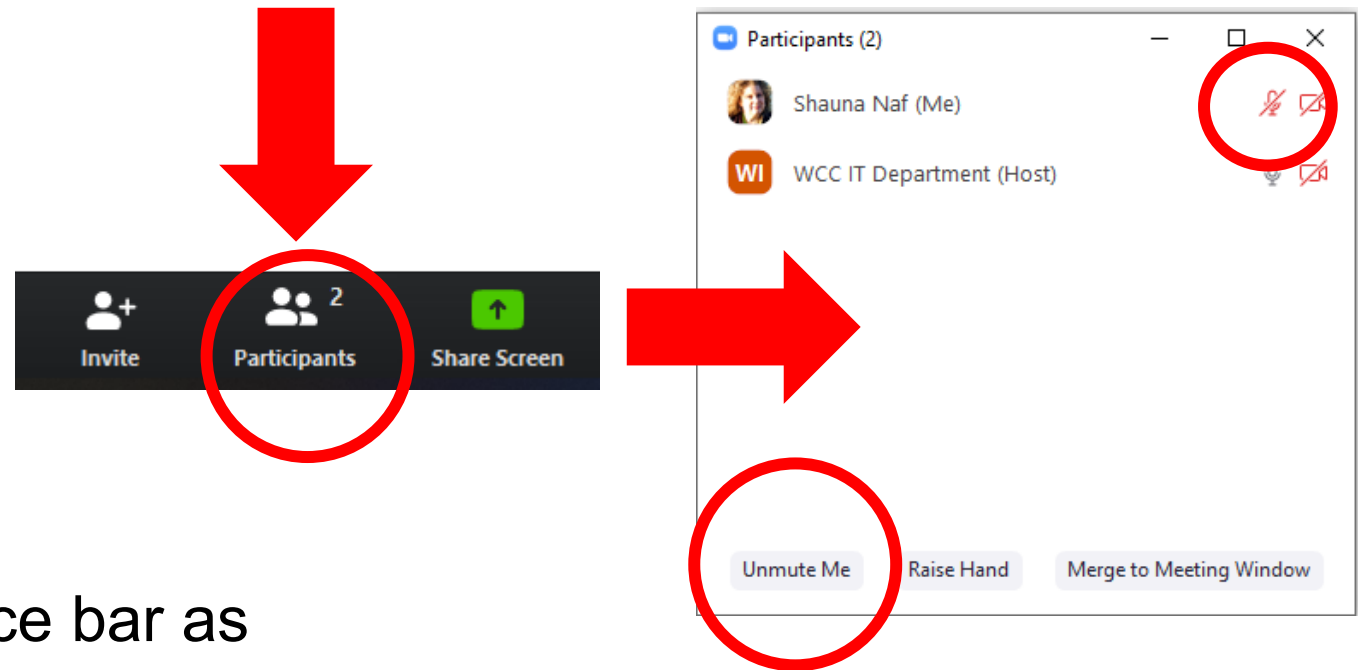 Participants (2)
Shauna Naf (Me)
WI WCC IT Department (Host)
2
Invite Participants Share Screen
Unmute Me Raise Hand Merge to Meeting Window
ce bar as